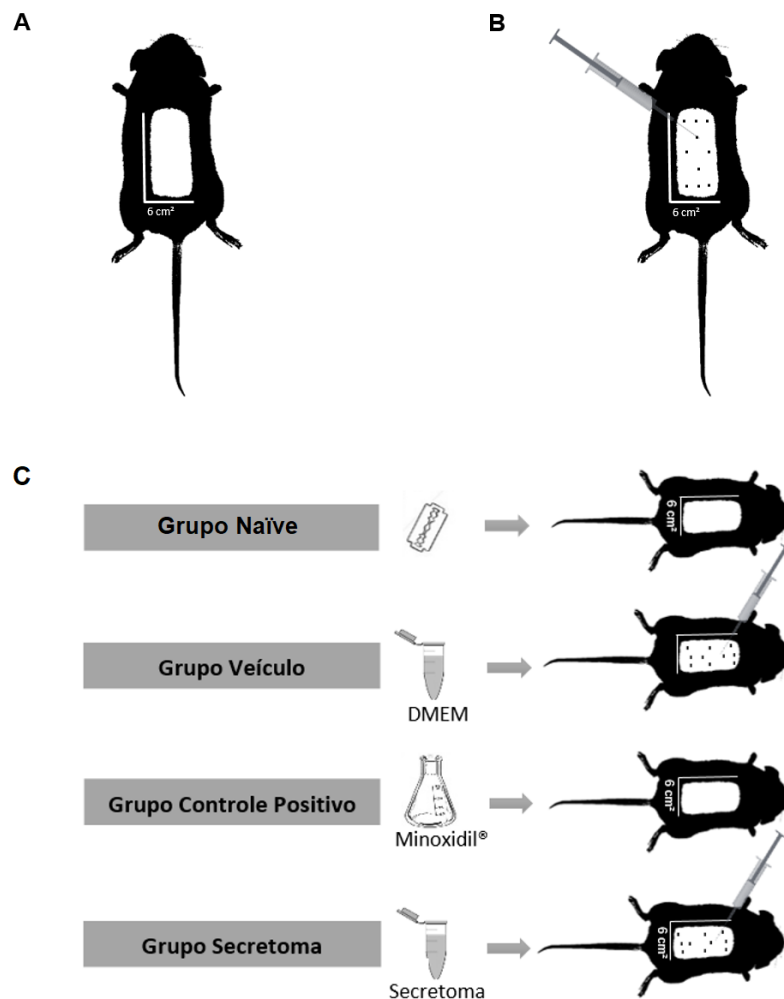 A
B
6 cm²
6 cm²
C
Grupo Naïve
6 cm²
Grupo Veículo
DMEM
Grupo Controle Positivo
Minoxidil®
6 cm²
Grupo Secretoma
Secretoma
6 cm²